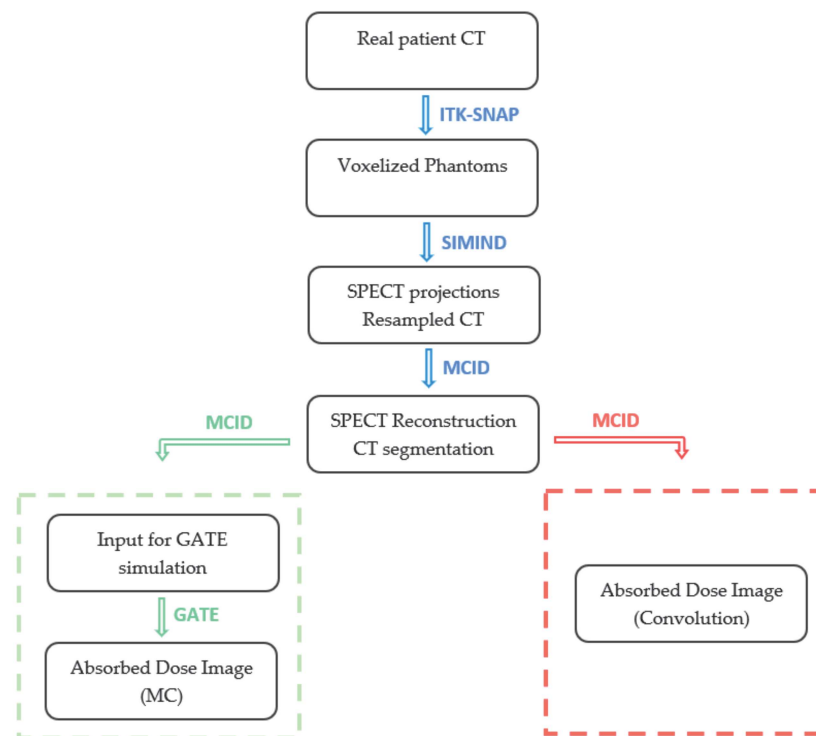 Real patient CT
ITK-SNAP
Voxelized Phantoms
SIMIND
SPECT projections
Resampled CT
MCID
SPECT Reconstruction
CT segmentation
MCID
MCID
Input for GATE
simulation
GATE
Absorbed Dose Image
(MC)
Absorbed Dose Image
(Convolution)